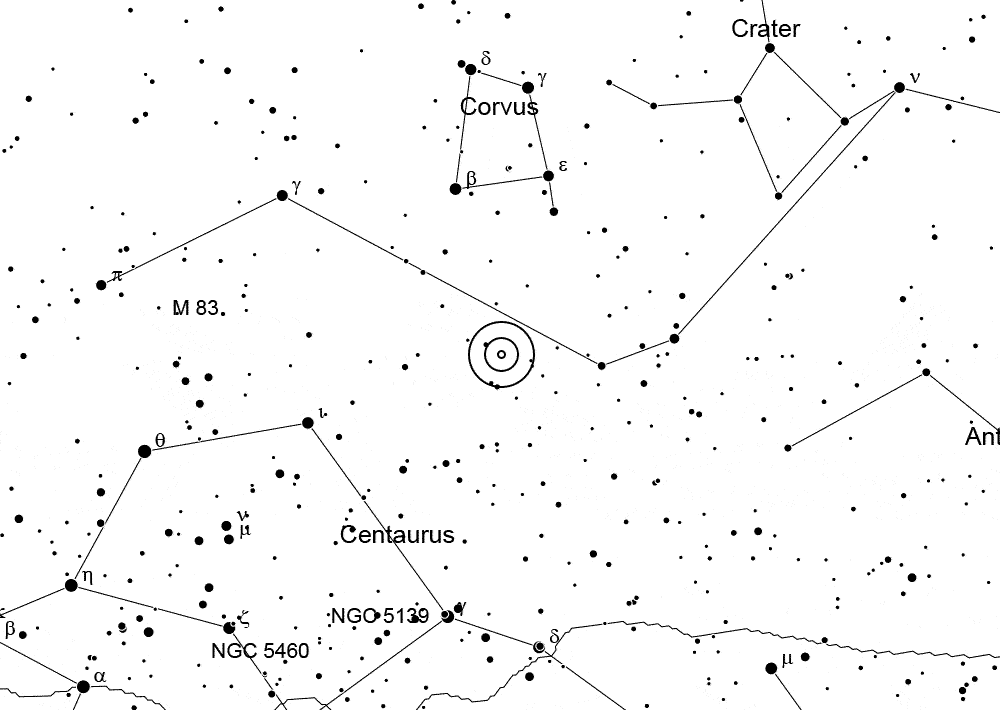 Crater
δ
γ
ν
Corvus
ε
β
γ
π
M 83
ι
θ
Ant
ν
μ
Centaurus
η
κ
γ
NGC 5139
ζ
β
δ
NGC 5460
μ
α